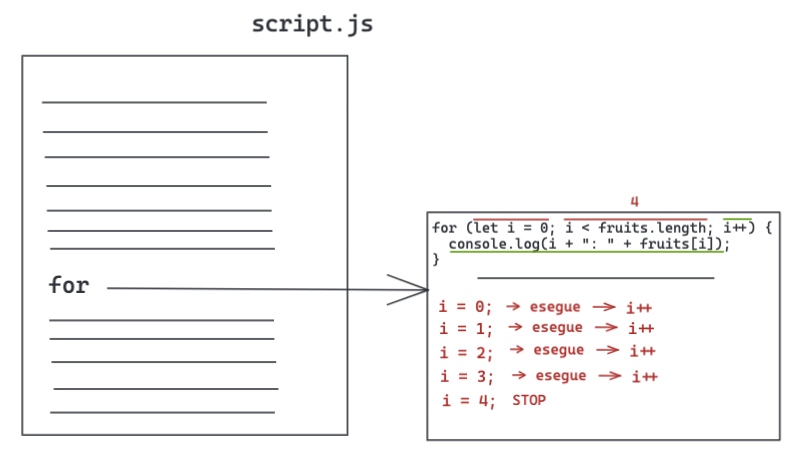 script.js
for
4
for (let i = 0; i < fruits.length; i++) {
console.log(i + ": " + fruits[i]);
}
i = 0; → esegue → i++
i = 1; → esegue → i++
i = 2; → esegue → i++
i = 3; → esegue → i++
i = 4; STOP